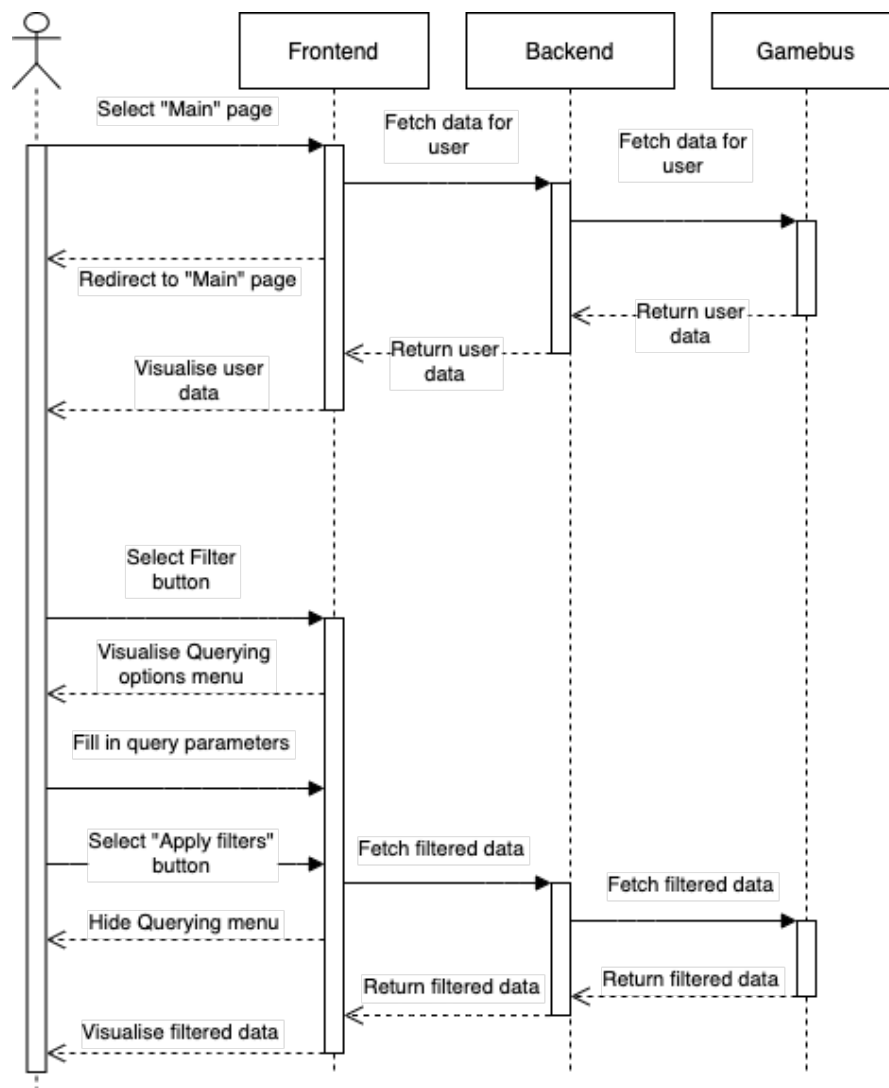 Frontend
Backend
Gamebus
Select "Main" page
Fetch data for
user
Fetch data for
user
Redirect to "Main" page
Return user
data
Return user
data
Visualise user
data
Select Filter
button
Visualise Querying
options menu
Fill in query parameters
Select "Apply filters"
button
Fetch filtered data
Fetch filtered data
Hide Querying menu
Return filtered data
Return filtered data
Visualise filtered data